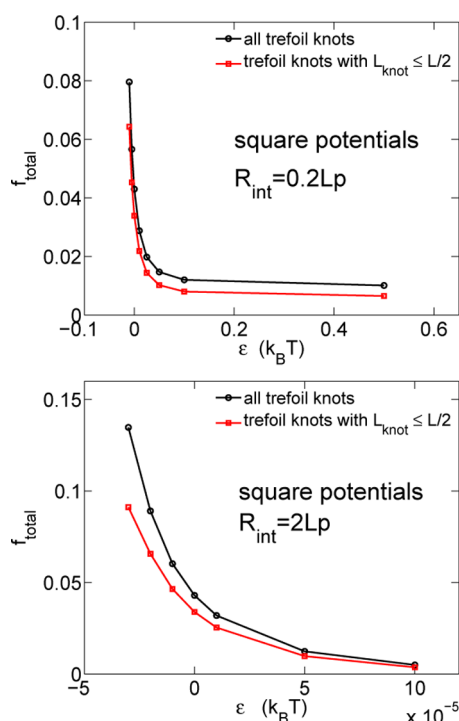 0.1
all trefoil knots
trefoil knots with L_knot ≤ L/2
0.08
square potentials
0.06
R_int=0.2Lp
f_total
0.04
0.02
0
−0.1 0 0.2 0.4 0.6
ε (k_BT)
0.15
all trefoil knots
trefoil knots with L_knot ≤ L/2
square potentials
0.1
R_int=2Lp
f_total
0.05
0
−5 0 5 10
ε (k_BT)
x 10^-5